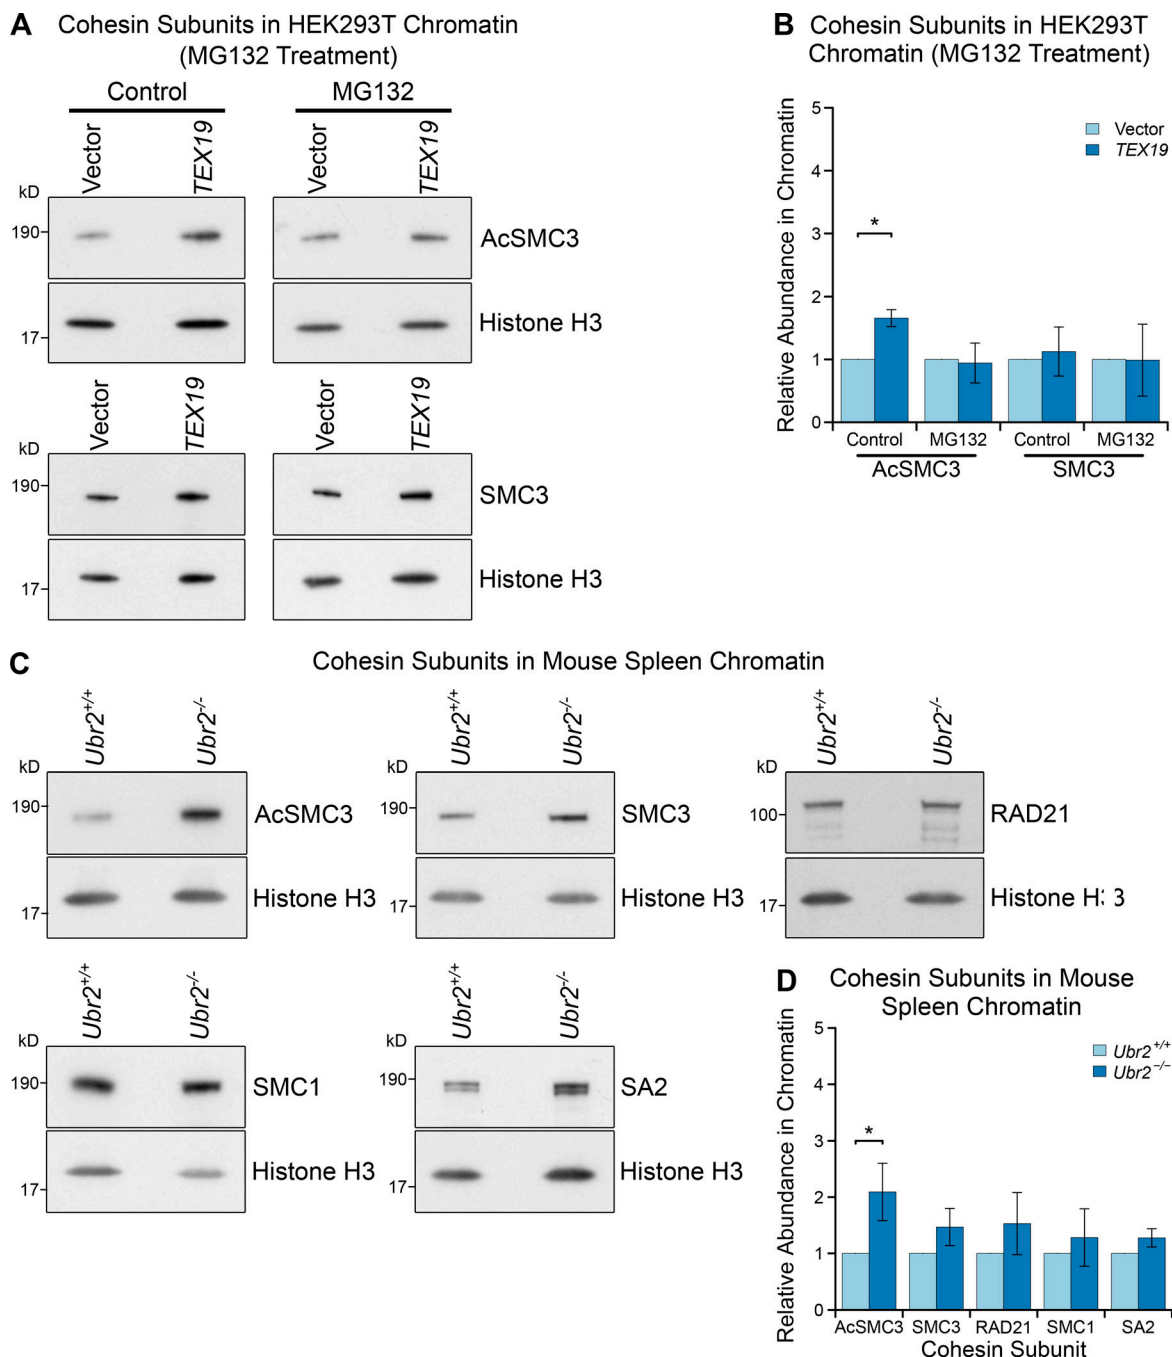 A Cohesin Subunits in HEK293T Chromatin
(MG132 Treatment)
Control MG132
Vector TEX19 Vector TEX19
kD
190 AcSMC3
17 Histone H3
Vector TEX19 Vector TEX19
kD
190 SMC3
17 Histone H3
B Cohesin Subunits in HEK293T
Chromatin (MG132 Treatment)
Relative Abundance in Chromatin
5
4
3
2
1
0
Vector
TEX19
*
Control MG132 Control MG132
AcSMC3 SMC3
C Cohesin Subunits in Mouse Spleen Chromatin
Ubr2+/+ Ubr2-/- Ubr2+/+ Ubr2-/- Ubr2+/+ Ubr2-/-
kD kD kD
190 AcSMC3 190 SMC3 100 RAD21
17 Histone H3 17 Histone H3 17 Histone H: 3
Ubr2+/+ Ubr2-/- Ubr2+/+ Ubr2-/-
kD kD
190 SMC1 190 SA2
17 Histone H3 17 Histone H3
D Cohesin Subunits in Mouse
Spleen Chromatin
Relative Abundance in Chromatin
5
4
3
2
1
0
Ubr2+/+
Ubr2-/-
*
AcSMC3 SMC3 RAD21 SMC1 SA2
Cohesin Subunit